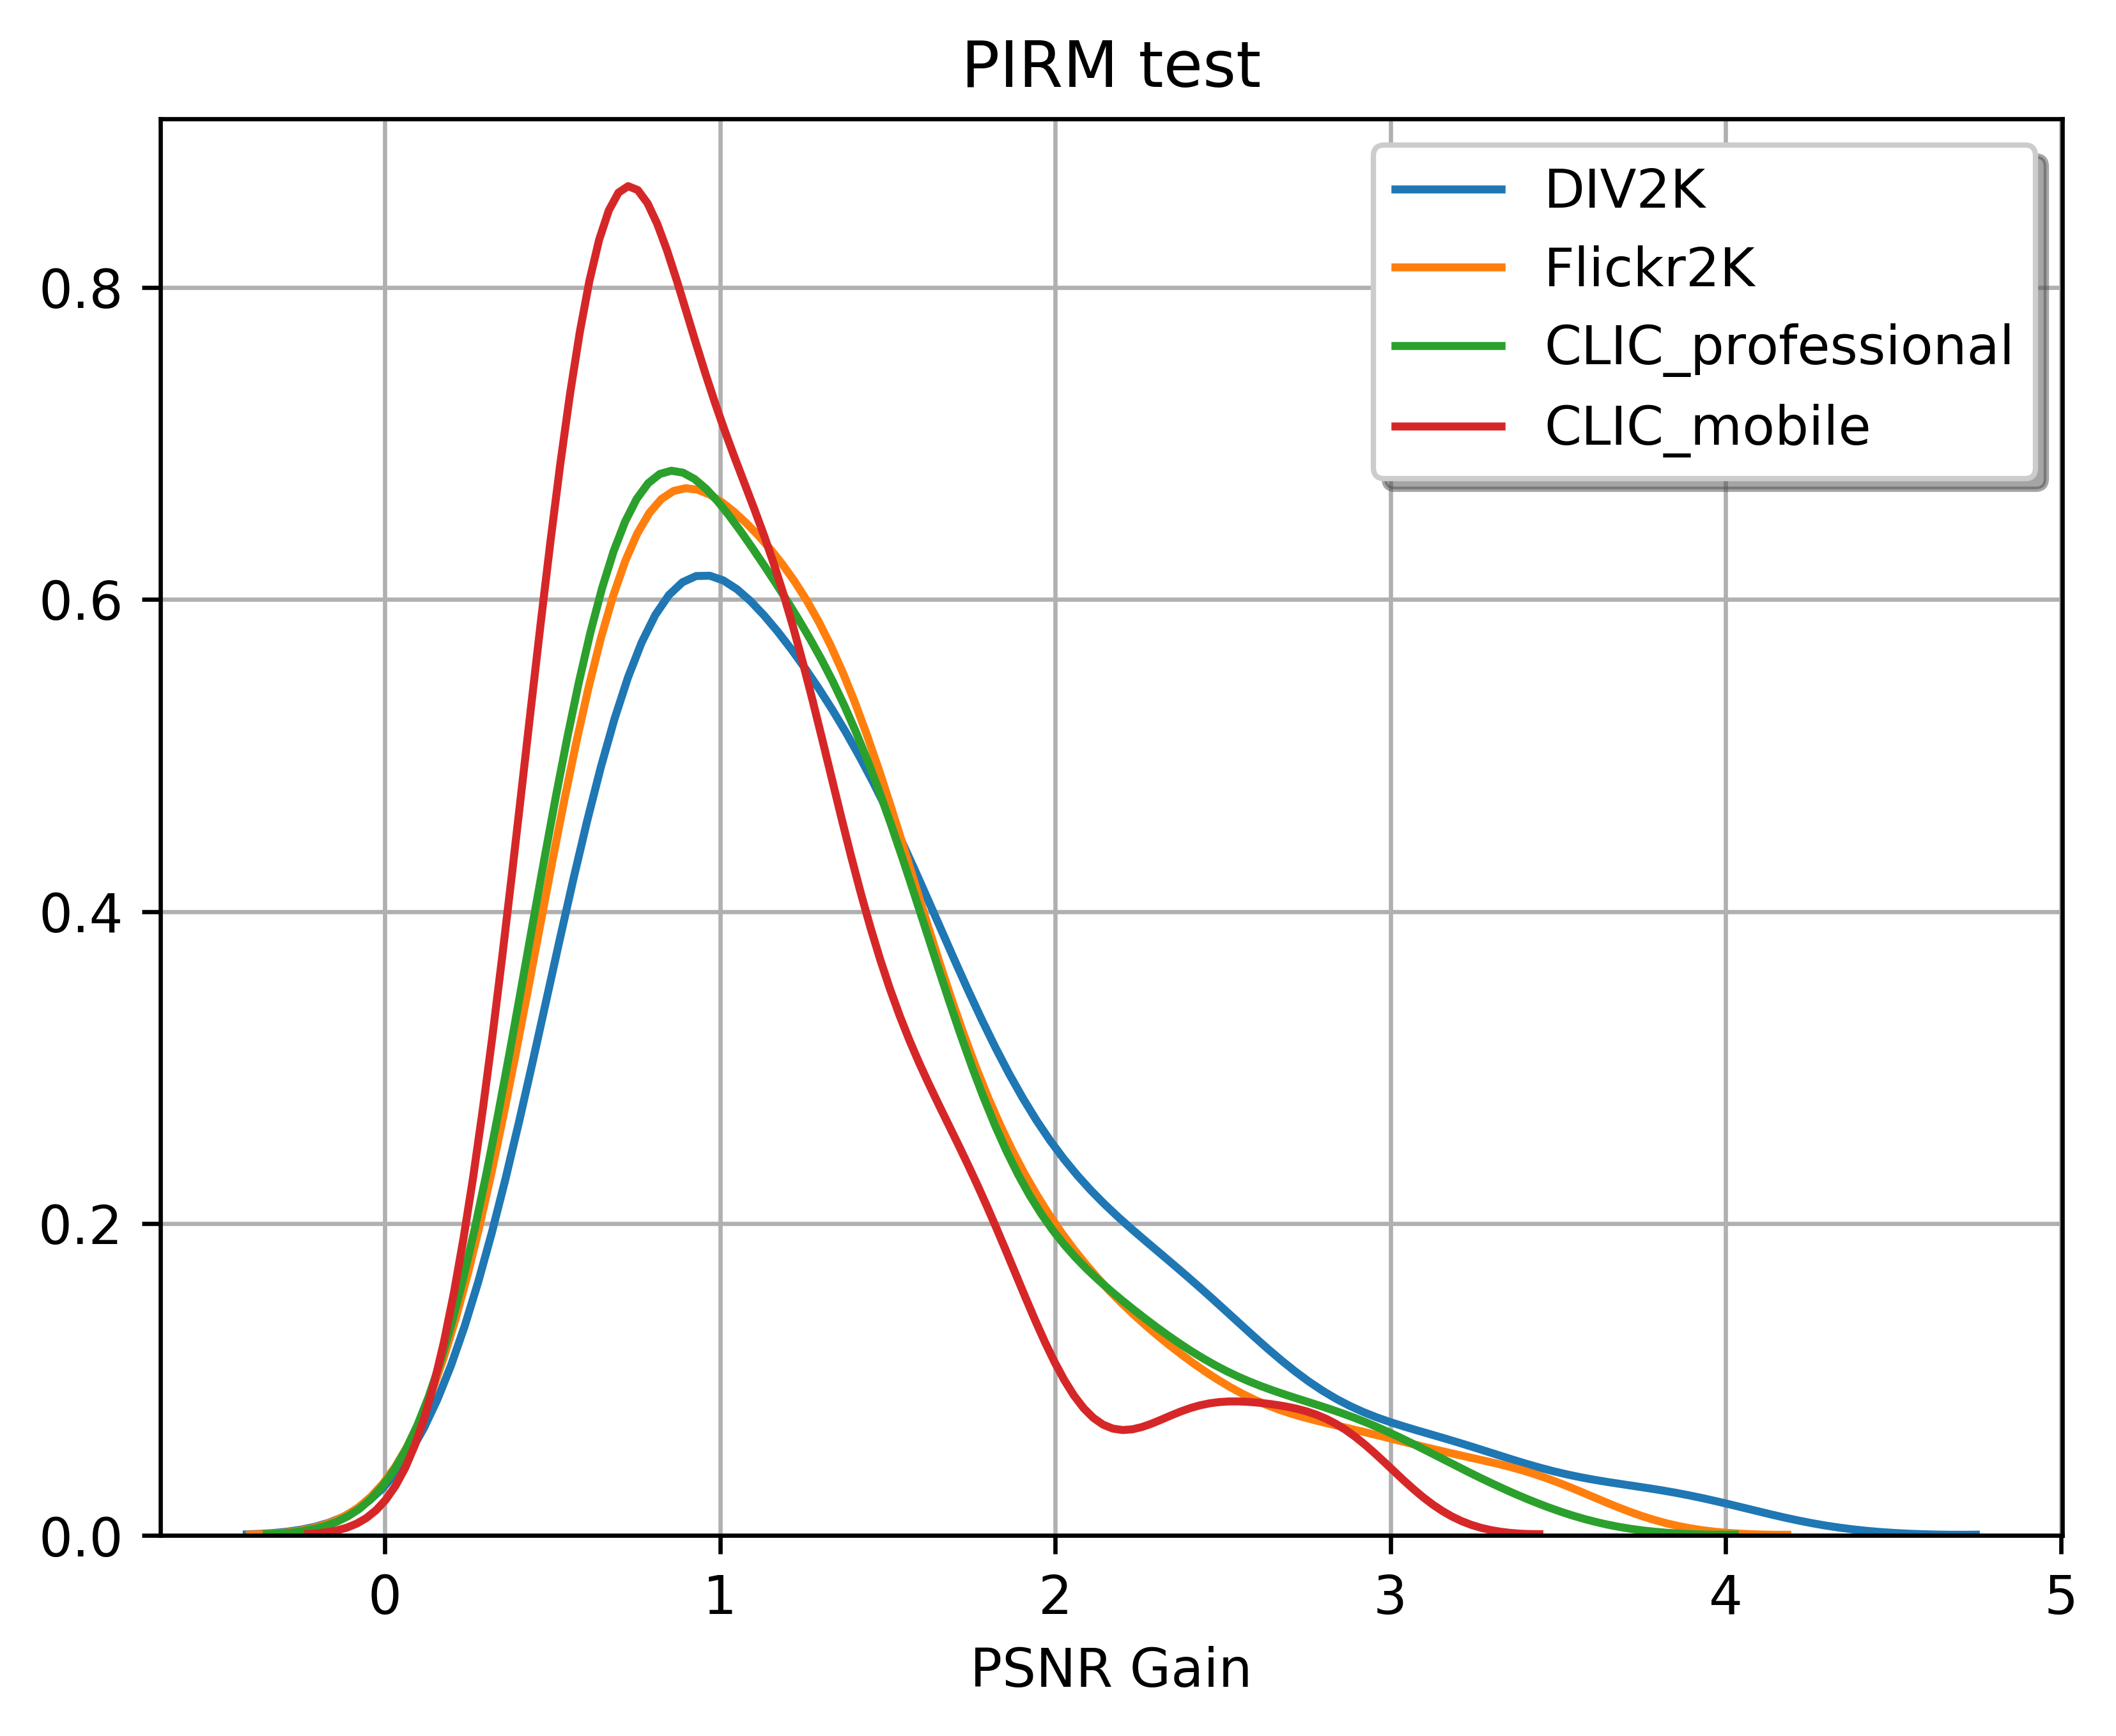 PIRM test
DIV2K
Flickr2K
CLIC_professional
CLIC_mobile
0.8
0.6
0.4
0.2
0.0
0 1 2 3 4 5
PSNR Gain